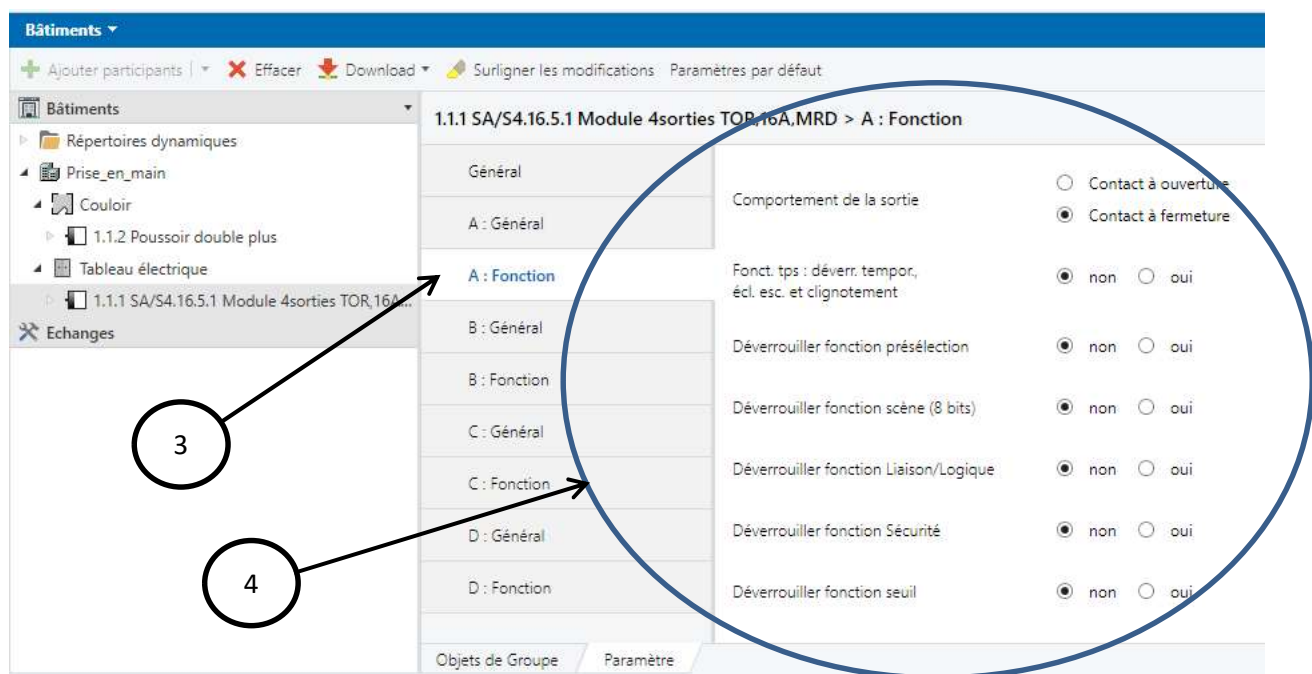 Bâtiments
Ajouter participants Effacer Download Surligner les modifications Paramètres par défaut
Bâtiments
Répertoires dynamiques
Prise_en_main
Couloir
1.1.2 Poussoir double plus
Tableau électrique
1.1.1 SA/S4.16.5.1 Module 4sorties TOR,16A...
Echanges
1.1.1 SA/S4.16.5.1 Module 4sorties TOR,16A,MRD > A : Fonction
Général
A : Général
A : Fonction
B : Général
B : Fonction
C : Général
C : Fonction
D : Général
D : Fonction
Comportement de la sortie
Contact à ouverture
Contact à fermeture
Fonct. tps : déverr. tempor.,
écl. esc. et clignotement
non oui
Déverrouiller fonction présélection
non oui
Déverrouiller fonction scène (8 bits)
non oui
Déverrouiller fonction Liaison/Logique
non oui
Déverrouiller fonction Sécurité
non oui
Déverrouiller fonction seuil
non oui
Objets de Groupe Paramètre
3
4